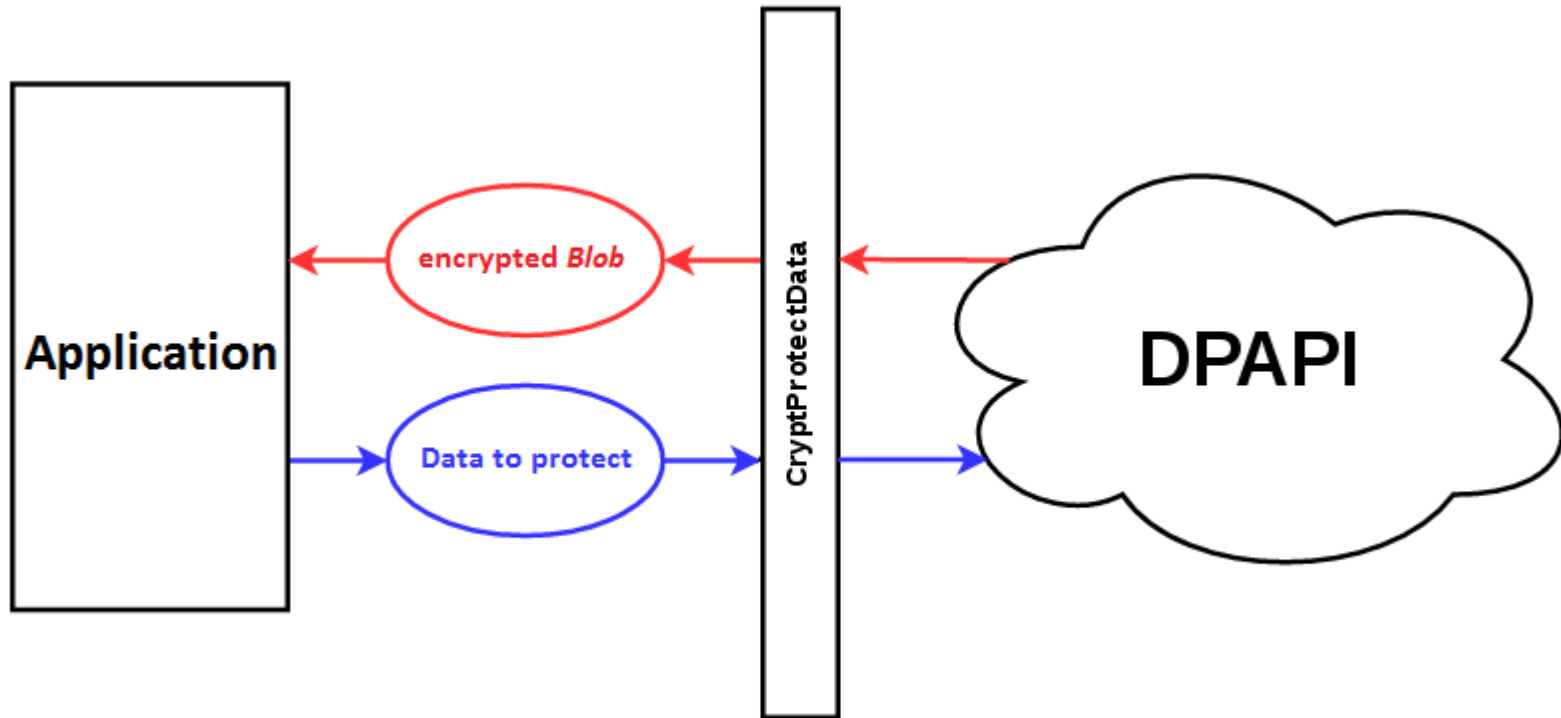 encrypted Blob
Application
CryptProtectData
DPAPI
Data to protect